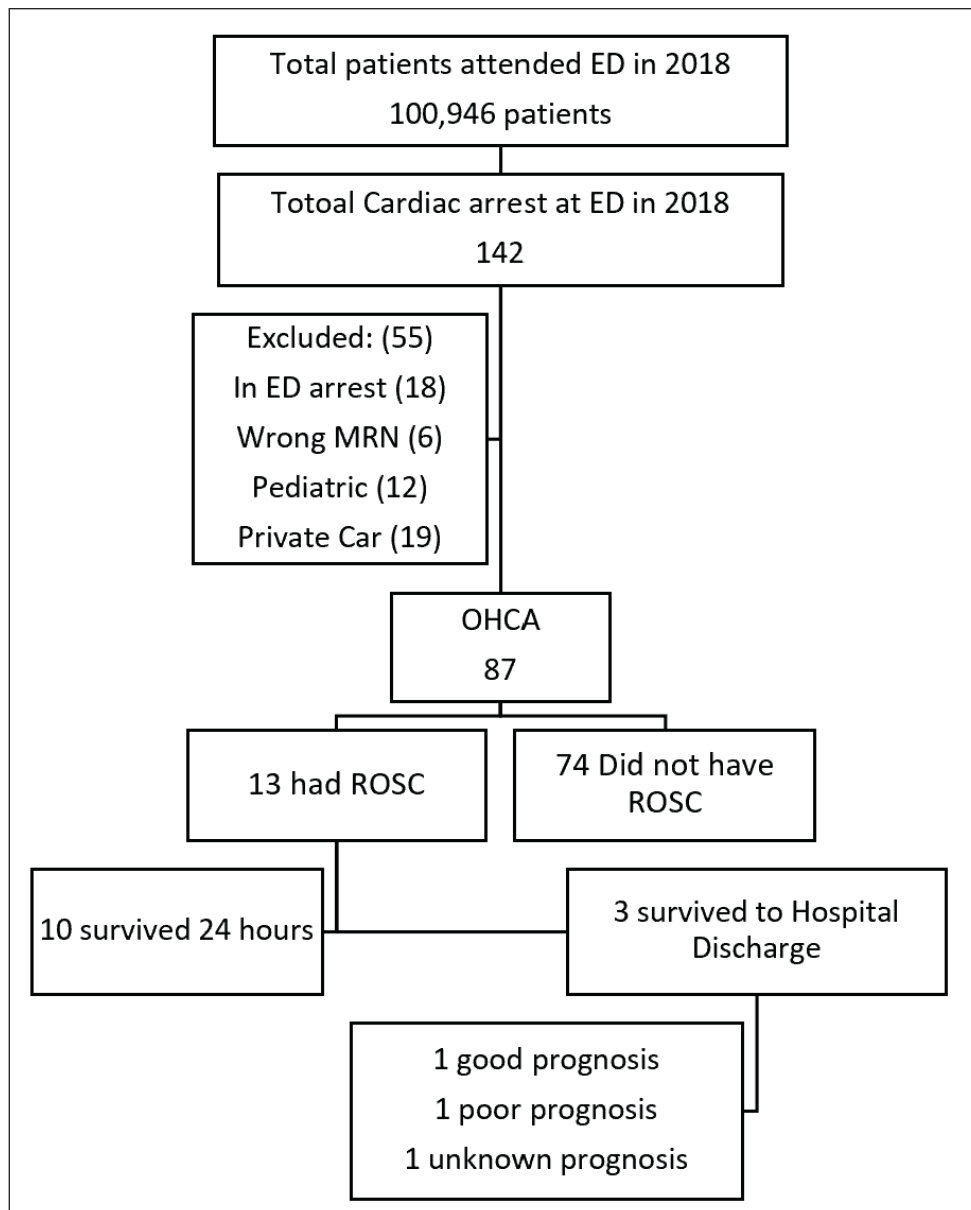 Total patients attended ED in 2018
100,946 patients
Totoal Cardiac arrest at ED in 2018
142
Excluded: (55)
In ED arrest (18)
Wrong MRN (6)
Pediatric (12)
Private Car (19)
OHCA
87
13 had ROSC
74 Did not have
ROSC
10 survived 24 hours
3 survived to Hospital
Discharge
1 good prognosis
1 poor prognosis
1 unknown prognosis